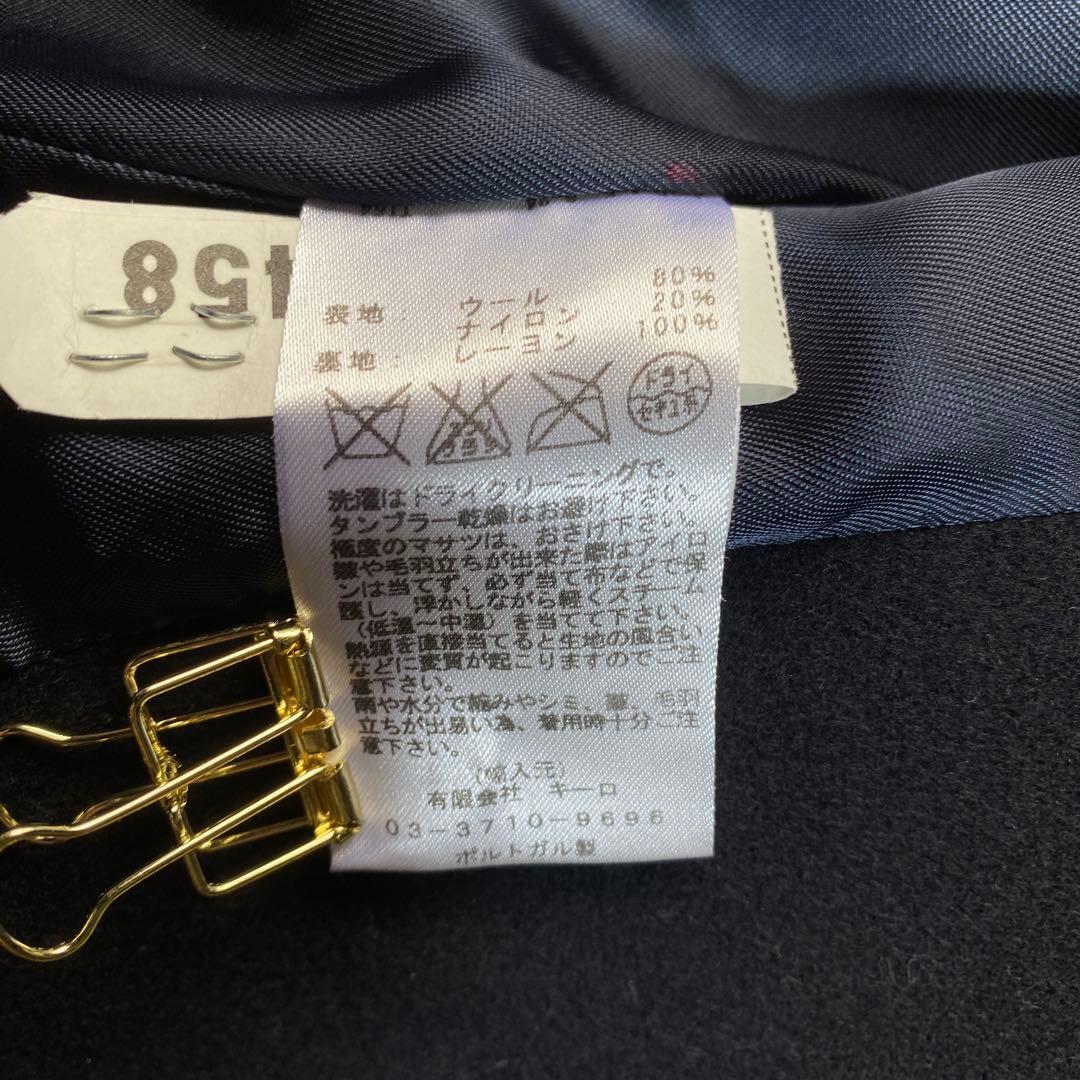 458
表地： ウール 80%
ナイロン 20%
裏地： レーヨン 100%
エンソサラシ
ドライ
セキユ系
洗濯はドライクリーニングで。
タンブラー乾燥はお避け下さい。
極度のマサツは、おさけ下さい。
皺や毛羽立ちが出来た際はアイロ
ンは当てず、必ず当て布などで保
護し、浮かしながら軽くスチーム
(低温～中温)を当てて下さい。
熱源を直接当てると生地の風合い
などに変質が起こりますのでご注
意下さい。
雨や水分で縮みやシミ、皺、毛羽
立ちが出易い為、着用時十分ご注
意下さい。
(輸入元)
有限会社 キーロ
03-3710-9696
ポルトガル製